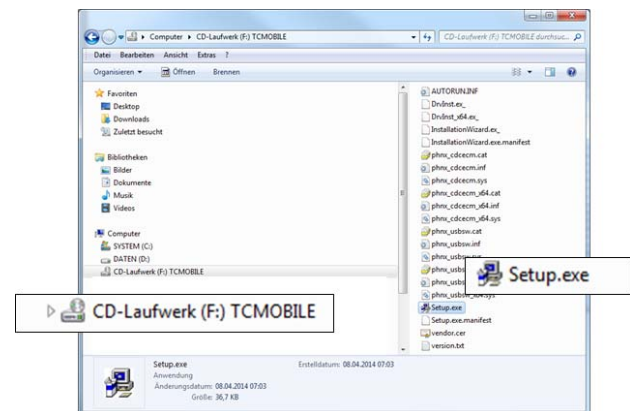 Computer
CD-Laufwerk (F:) TCMOBILE
CD-Laufwerk (F:) TCMOBILE durchsuc...
Datei Bearbeiten Ansicht Extras ?
Organisieren Öffnen Brennen
Favoriten
Desktop
Downloads
Zuletzt besucht
Bibliotheken
Bilder
Dokumente
Musik
Videos
Computer
SYSTEM (C:)
DATEN (D:)
CD-Laufwerk (F:) TCMOBILE
CD-Laufwerk (F:) TCMOBILE
AUTORUN.INF
DrvInst.ex_
DrvInst_x64.ex_
InstallationWizard.ex_
InstallationWizard.exe.manifest
phnx_cdcecm.cat
phnx_cdcecm.inf
phnx_cdcecm.sys
phnx_cdcecm_x64.cat
phnx_cdcecm_x64.inf
phnx_cdcecm_x64.sys
phnx_usbsw.cat
phnx_usbsw.inf
Setup.exe
Setup.exe
Setup.exe.manifest
vendor.cer
version.txt
Setup.exe Erstelldatum: 08.04.2014 07:03
Anwendung
Änderungsdatum: 08.04.2014 07:03
Größe: 36,7 KB